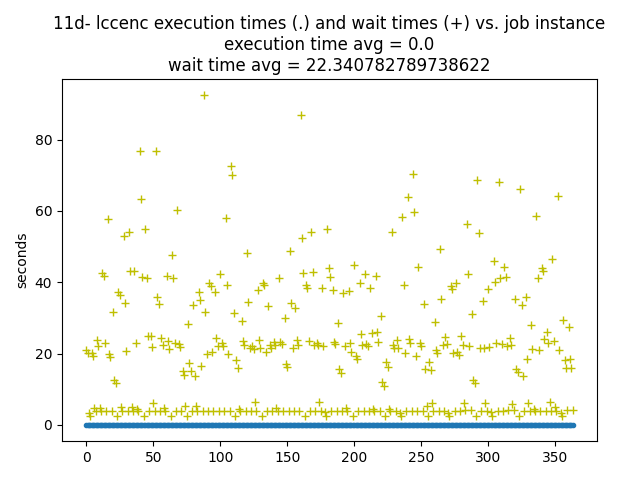 11d- lccenc execution times (.) and wait times (+) vs. job instance
execution time avg = 0.0
wait time avg = 22.340782789738622
80
60
40
20
0
seconds
0 50 100 150 200 250 300 350